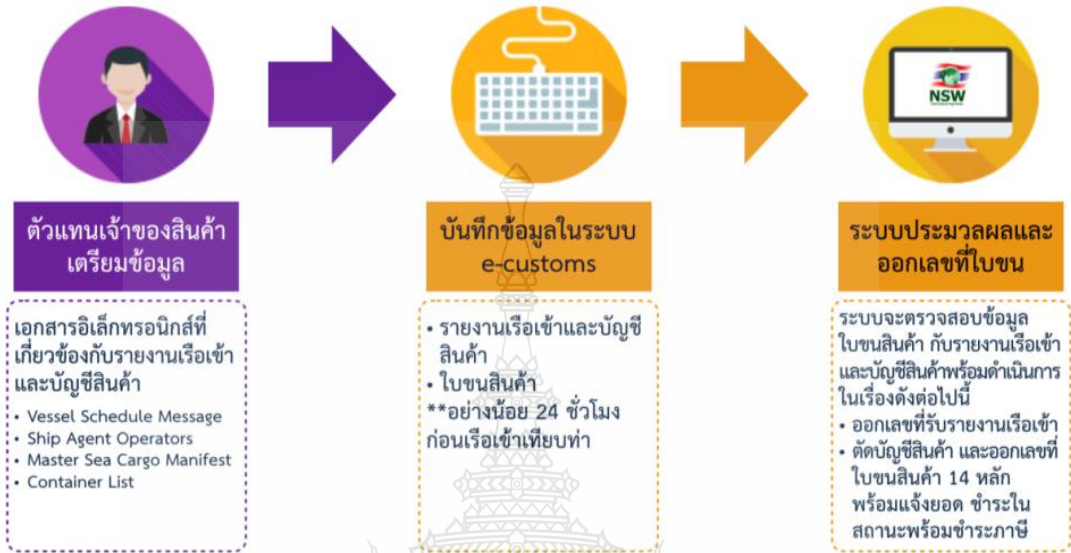 NSW
ตัวแทนเจ้าของสินค้า
เตรียมข้อมูล
เอกสารอิเล็กทรอนิกส์ที่
เกี่ยวข้องกับรายงานเรือเข้า
และบัญชีสินค้า
• Vessel Schedule Message
• Ship Agent Operators
• Master Sea Cargo Manifest
• Container List
บันทึกข้อมูลในระบบ
e-customs
• รายงานเรือเข้าและบัญชี
สินค้า
• ใบขนสินค้า
**อย่างน้อย 24 ชั่วโมง
ก่อนเรือเข้าเทียบท่า
ระบบประมวลผลและ
ออกเลขที่ใบขน
ระบบจะตรวจสอบข้อมูล
ใบขนสินค้า กับรายงานเรือเข้า
และบัญชีสินค้าพร้อมดำเนินการ
ในเรื่องดังต่อไปนี้
• ออกเลขที่รับรายงานเรือเข้า
• ตัดบัญชีสินค้า และออกเลขที่
ใบขนสินค้า 14 หลัก
พร้อมแจ้งยอด ชำระใน
สถานะพร้อมชำระภาษี